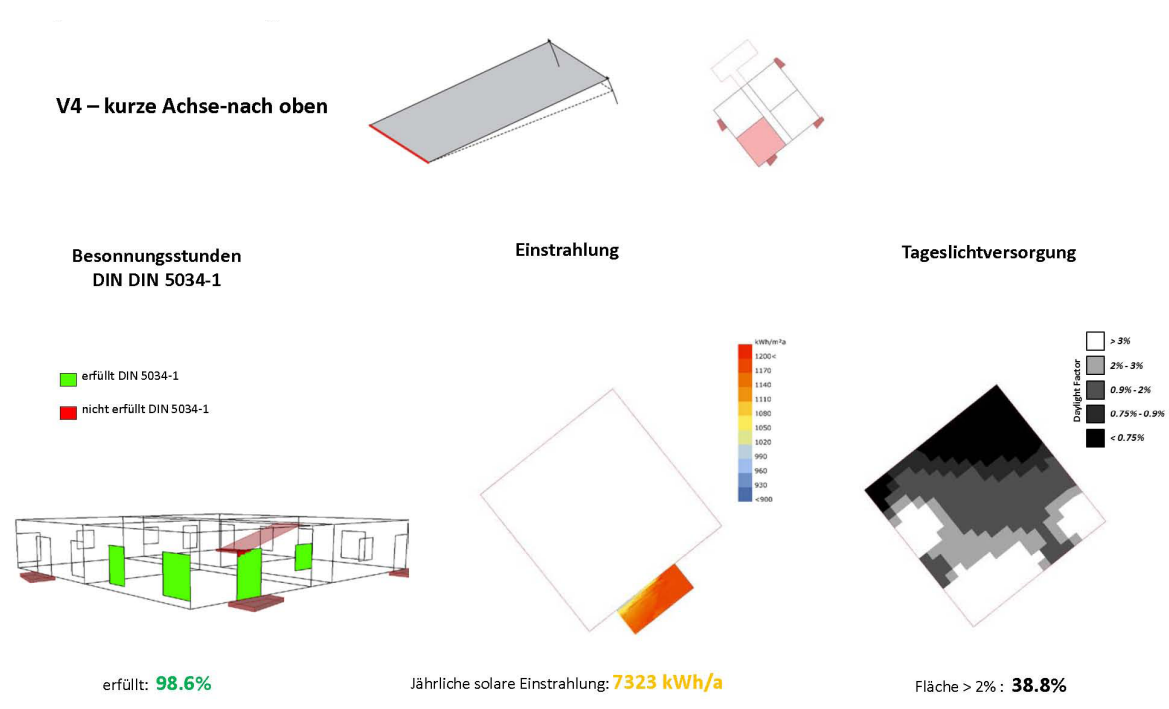 V4 – kurze Achse-nach oben
Besonnungsstunden
DIN DIN 5034-1
Einstrahlung
Tageslichtversorgung
erfüllt DIN 5034-1
nicht erfüllt DIN 5034-1
kWh/m²a
1200<
1170
1140
1110
1080
1050
1020
990
960
930
<900
Daylight Factor
> 3%
2% - 3%
0.9% - 2%
0.75% - 0.9%
< 0.75%
erfüllt: 98.6%
Jährliche solare Einstrahlung: 7323 kWh/a
Fläche > 2% : 38.8%